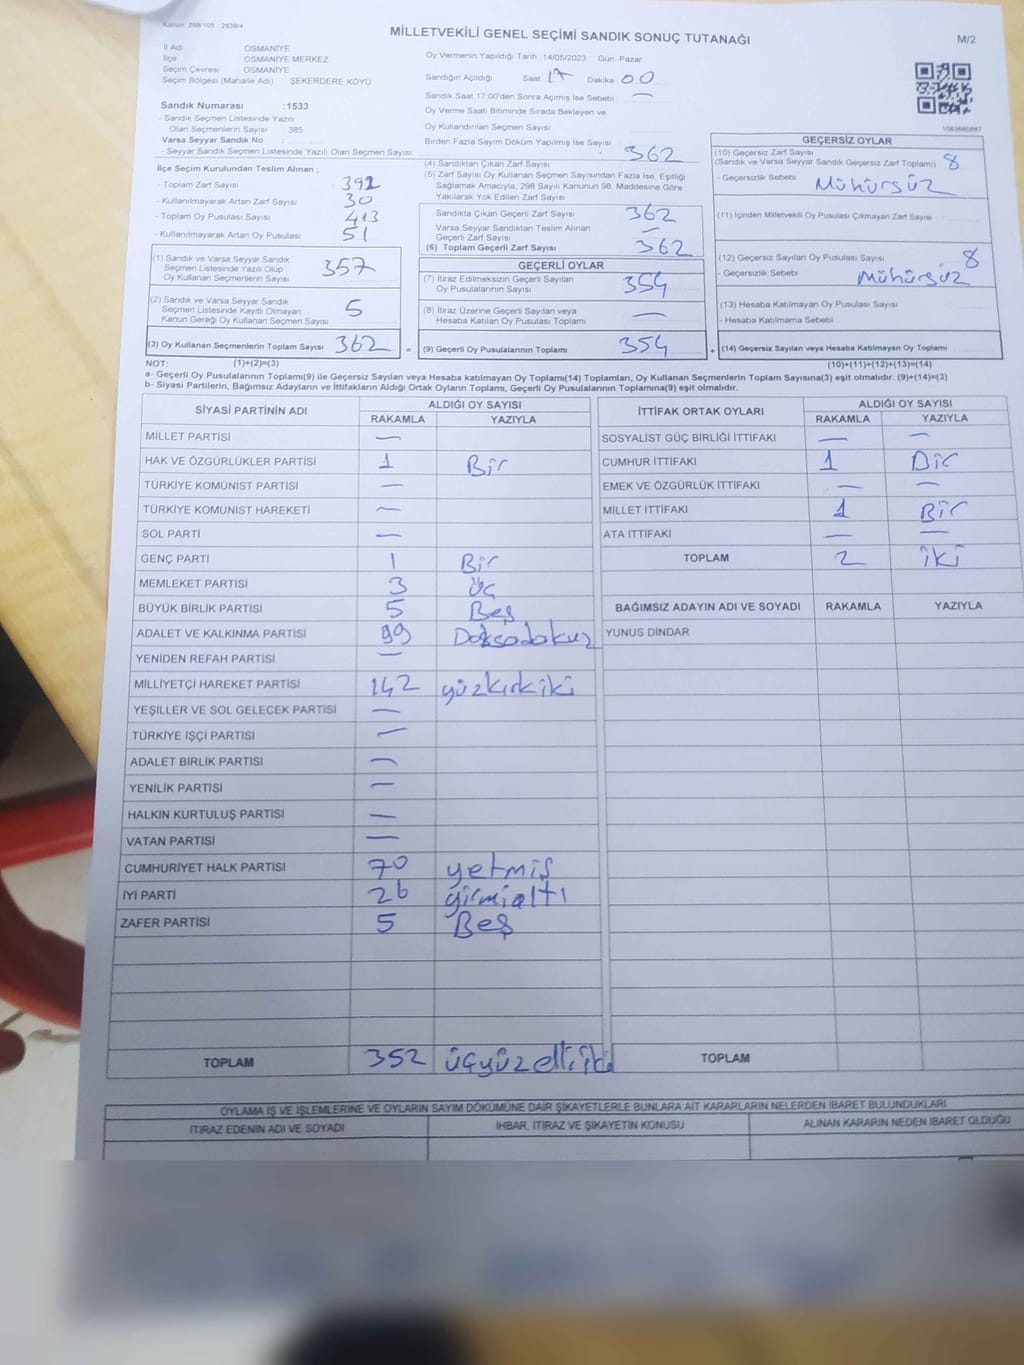 Kanun, 298/105 , 2839/4
MİLLETVEKİLİ GENEL SEÇİMİ SANDIK SONUÇ TUTANAĞI
M/2
İl Adı OSMANİYE
İlçe OSMANİYE MERKEZ
Seçim Çevresi OSMANİYE
Seçim Bölgesi (Mahalle Adı) ŞEKERDERE KÖYÜ
Sandık Numarası :1533
- Sandık Seçmen Listesinde Yazılı
Olan Seçmenlerin Sayısı 385
Varsa Seyyar Sandık No :
- Seyyar Sandık Seçmen Listesinde Yazılı Olan Seçmen Sayısı:
İlçe Seçim Kurulundan Teslim Alınan ;
- Toplam Zarf Sayısı 392
- Kullanılmayarak Artan Zarf Sayısı 30
- Toplam Oy Pusulası Sayısı 413
- Kullanılmayarak Artan Oy Pusulası 51
(1) Sandık ve Varsa Seyyar Sandık
Seçmen Listesinde Yazılı Olup
Oy Kullanan Seçmenlerin Sayısı 357
(2) Sandık ve Varsa Seyyar Sandık
Seçmen Listesinde Kayıtlı Olmayan
Kanun Gereği Oy Kullanan Seçmen Sayısı 5
(3) Oy Kullanan Seçmenlerin Toplam Sayısı 362 =
Oy Vermenin Yapıldığı Tarih :14/05/2023 Gün: Pazar
Sandığın Açıldığı Saat: 17 Dakika 00
Sandık Saat 17:00'den Sonra Açımış İse Sebebi —
Oy Verme Saati Bitiminde Sırada Bekleyen ve
Oy Kullandırılan Seçmen Sayısı
Birden Fazla Sayım Döküm Yapılmış İse Sayısı
(4) Sandıktan Çıkan Zarf Sayısı : 362
(5) Zarf Sayısı Oy Kullanan Seçmen Sayısından Fazla İse, Eşitliği
Sağlamak Amacıyla; 298 Sayılı Kanunun 98. Maddesine Göre
Yakılarak Yok Edilen Zarf Sayısı
Sandıkta Çıkan Geçerli Zarf Sayısı 362
Varsa Seyyar Sandıktan Teslim Alınan
Geçerli Zarf Sayısı —
(6) Toplam Geçerli Zarf Sayısı 362
GEÇERLİ OYLAR
(7) İtiraz Edilmeksizin Geçerli Sayılan
Oy Pusulalarının Sayısı 354
(8) İtiraz Üzerine Geçerli Sayılan veya
Hesaba Katılan Oy Pusulası Toplamı —
(9) Geçerli Oy Pusulalarının Toplamı 354 +
1083660887
GEÇERSİZ OYLAR
(10) Geçersiz Zarf Sayısı
(Sandık ve Varsa Seyyar Sandık Geçersiz Zarf Toplamı) 8
- Geçersizlik Sebebi Mühürsüz
(11) İçinden Milletvekili Oy Pusulası Çıkmayan Zarf Sayısı
(12) Geçersiz Sayılan Oy Pusulası Sayısı 8
- Geçersizlik Sebebi Mühürsüz
(13) Hesaba Katılmayan Oy Pusulası Sayısı
- Hesaba Katılmama Sebebi
(14) Geçersiz Sayılan veya Hesaba Katılmayan Oy Toplamı
NOT: (1)+(2)=(3) (10)+(11)+(12)+(13)=(14)
a- Geçerli Oy Pusulalarının Toplamı(9) ile Geçersiz Sayılan veya Hesaba katılmayan Oy Toplamı(14) Toplamları, Oy Kullanan Seçmenlerin Toplam Sayısına(3) eşit olmalıdır. (9)+(14)=(3)
b- Siyasi Partilerin, Bağımsız Adayların ve İttifakların Aldığı Ortak Oyların Toplamı, Geçerli Oy Pusulalarının Toplamına(9) eşit olmalıdır.
SİYASİ PARTİNİN ADI ALDIĞI OY SAYISI
RAKAMLA YAZIYLA
MİLLET PARTİSİ —
HAK VE ÖZGÜRLÜKLER PARTİSİ 1 Bir
TÜRKİYE KOMÜNİST PARTİSİ —
TÜRKİYE KOMÜNİST HAREKETİ —
SOL PARTİ —
GENÇ PARTİ 1 Bir
MEMLEKET PARTİSİ 3 Üç
BÜYÜK BİRLİK PARTİSİ 5 Beş
ADALET VE KALKINMA PARTİSİ 99 Doksadokuz
YENİDEN REFAH PARTİSİ —
MİLLİYETÇİ HAREKET PARTİSİ 142 yüzkırkiki
YEŞİLLER VE SOL GELECEK PARTİSİ —
TÜRKİYE İŞÇİ PARTİSİ —
ADALET BİRLİK PARTİSİ —
YENİLİK PARTİSİ —
HALKIN KURTULUŞ PARTİSİ —
VATAN PARTİSİ —
CUMHURİYET HALK PARTİSİ 70 yetmiş
İYİ PARTİ 26 yirmialtı
ZAFER PARTİSİ 5 Beş
TOPLAM 352 üçyüzelliiki
İTTİFAK ORTAK OYLARI ALDIĞI OY SAYISI
RAKAMLA YAZIYLA
SOSYALİST GÜÇ BİRLİĞİ İTTİFAKI — —
CUMHUR İTTİFAKI 1 Bir
EMEK VE ÖZGÜRLÜK İTTİFAKI — —
MİLLET İTTİFAKI 1 Bir
ATA İTTİFAKI — —
TOPLAM 2 iki
BAĞIMSIZ ADAYIN ADI VE SOYADI RAKAMLA YAZIYLA
YUNUS DİNDAR
TOPLAM
OYLAMA İŞ VE İŞLEMLERİNE VE OYLARIN SAYIM DÖKÜMÜNE DAİR ŞİKAYETLERLE BUNLARA AİT KARARLARIN NELERDEN İBARET BULUNDUKLARI
İTİRAZ EDENİN ADI VE SOYADI İHBAR, İTİRAZ VE ŞİKAYETİN KONUSU ALINAN KARARIN NEDEN İBARET OLDUĞU